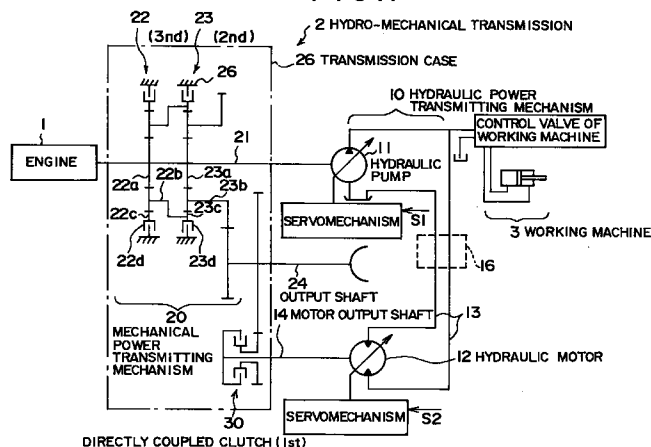 22 23
(3nd) (2nd)
2 HYDRO-MECHANICAL TRANSMISSION
26
26 TRANSMISSION CASE
10 HYDRAULIC POWER
TRANSMITTING MECHANISM
CONTROL VALVE OF
WORKING MACHINE
1
ENGINE
21
11
HYDRAULIC
PUMP
22a
22b
23a
23b
22c
23c
22d
23d
SERVOMECHANISM
S1
3 WORKING MACHINE
16
24
20
OUTPUT SHAFT
14 MOTOR OUTPUT SHAFT
13
MECHANICAL
POWER
TRANSMITTING
MECHANISM
12 HYDRAULIC MOTOR
30
SERVOMECHANISM
S2
DIRECTLY COUPLED CLUTCH (1st)